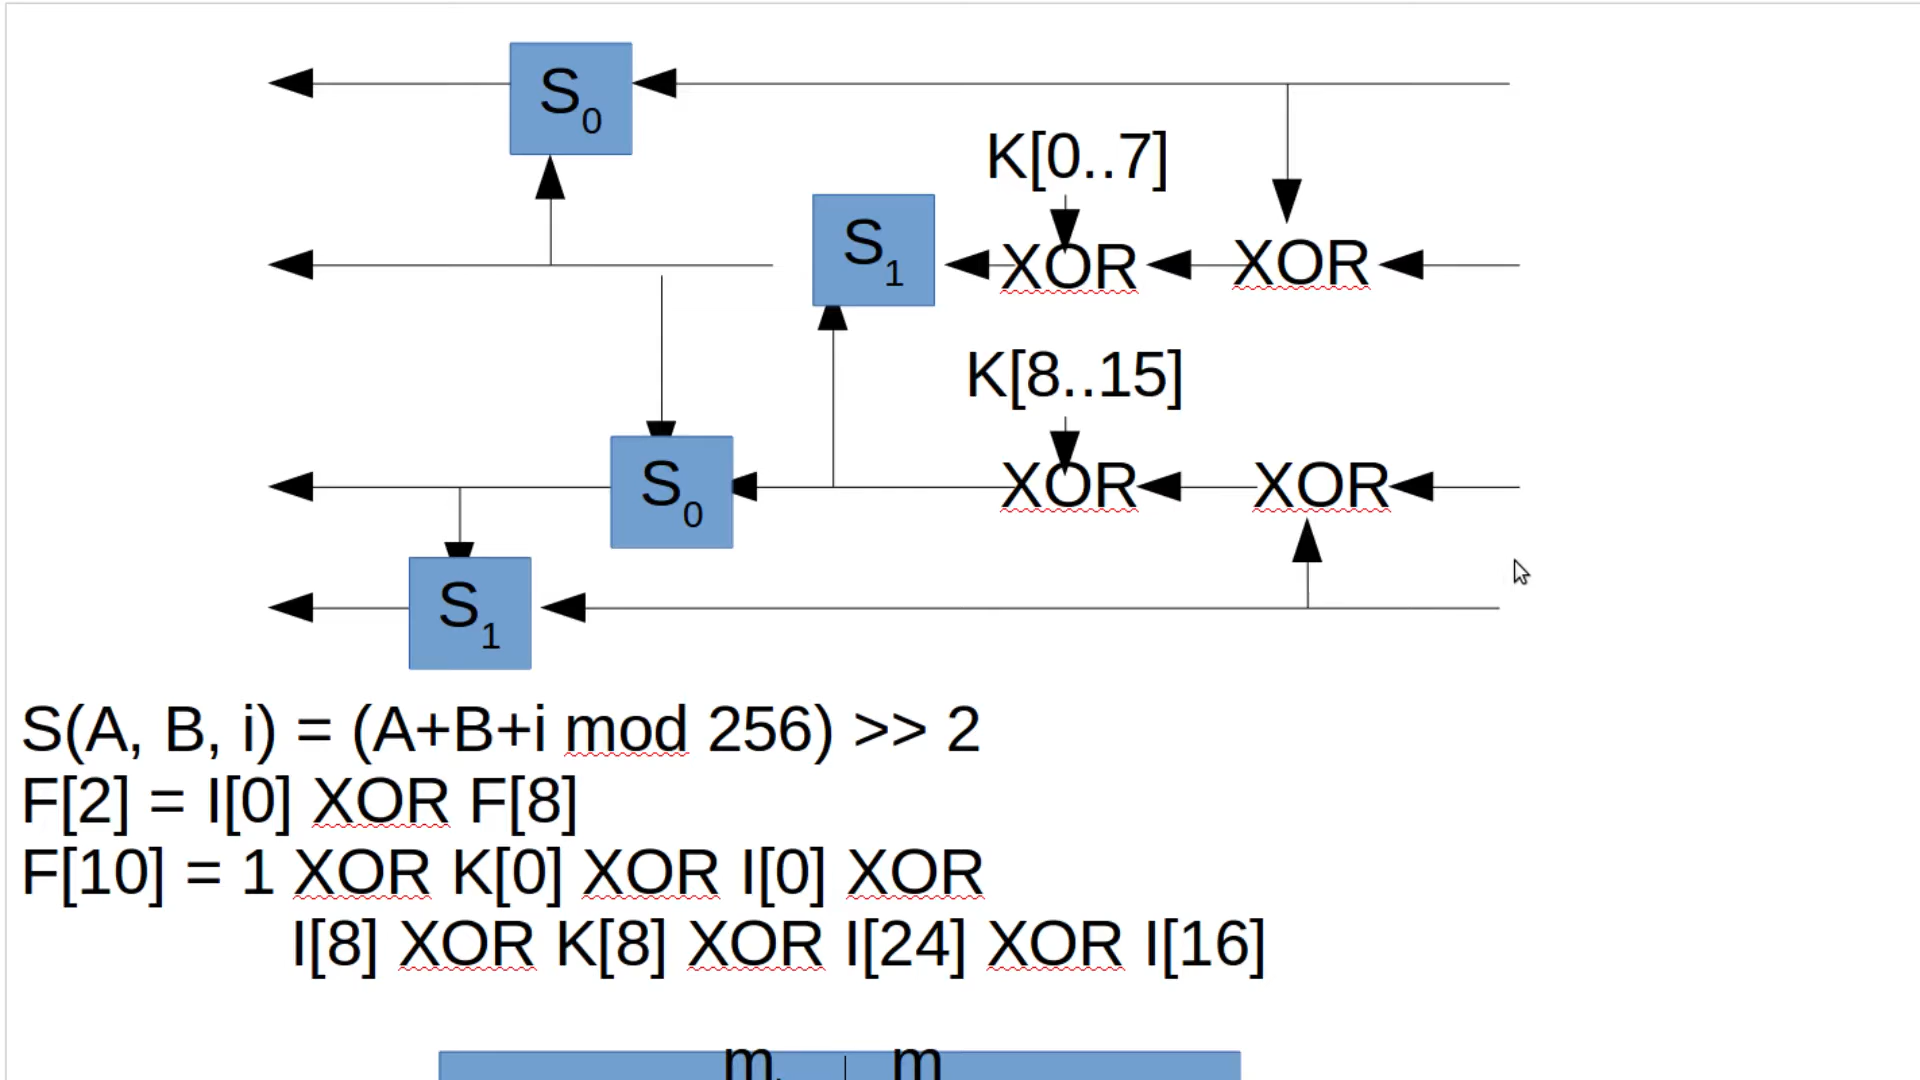 S0
K[0..7]
S1
XOR XOR
K[8..15]
S0
XOR XOR
S1
S(A, B, i) = (A+B+i mod 256) >> 2
F[2] = I[0] XOR F[8]
F[10] = 1 XOR K[0] XOR I[0] XOR
I[8] XOR K[8] XOR I[24] XOR I[16]
m m